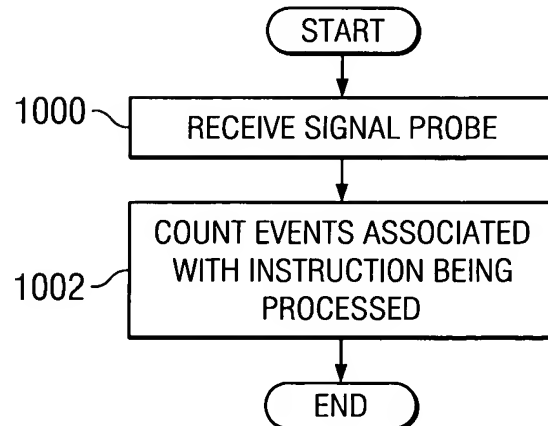 START
1000
RECEIVE SIGNAL PROBE
COUNT EVENTS ASSOCIATED
WITH INSTRUCTION BEING
1002
PROCESSED
END